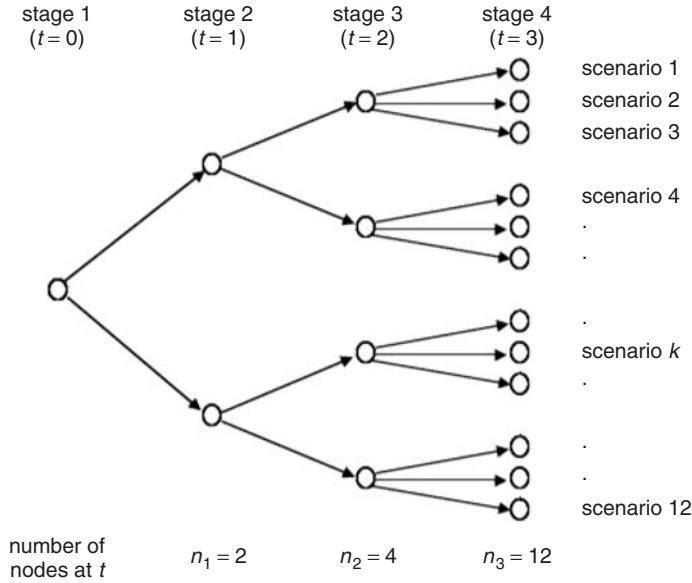 stage 1 stage 2 stage 3 stage 4
(t = 0) (t = 1) (t = 2) (t = 3)
scenario 1
scenario 2
scenario 3
scenario 4
.
.
.
scenario k
.
.
.
scenario 12
number of
nodes at t n₁ = 2 n₂ = 4 n₃ = 12